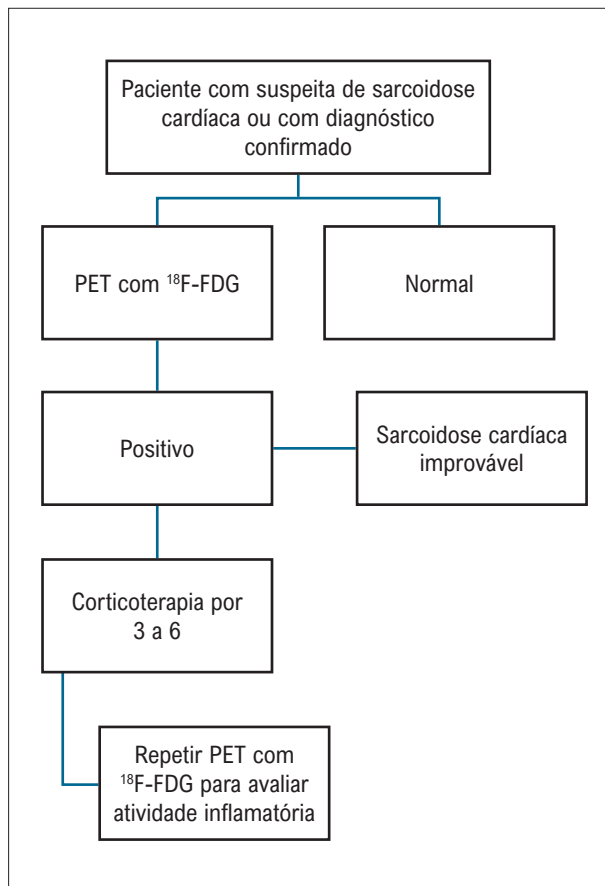 Paciente com suspeita de sarcoidose
cardíaca ou com diagnóstico
confirmado
PET com ¹⁸F-FDG
Normal
Positivo
Sarcoidose cardíaca
improvável
Corticoterapia por
3 a 6
Repetir PET com
¹⁸F-FDG para avaliar
atividade inflamatória